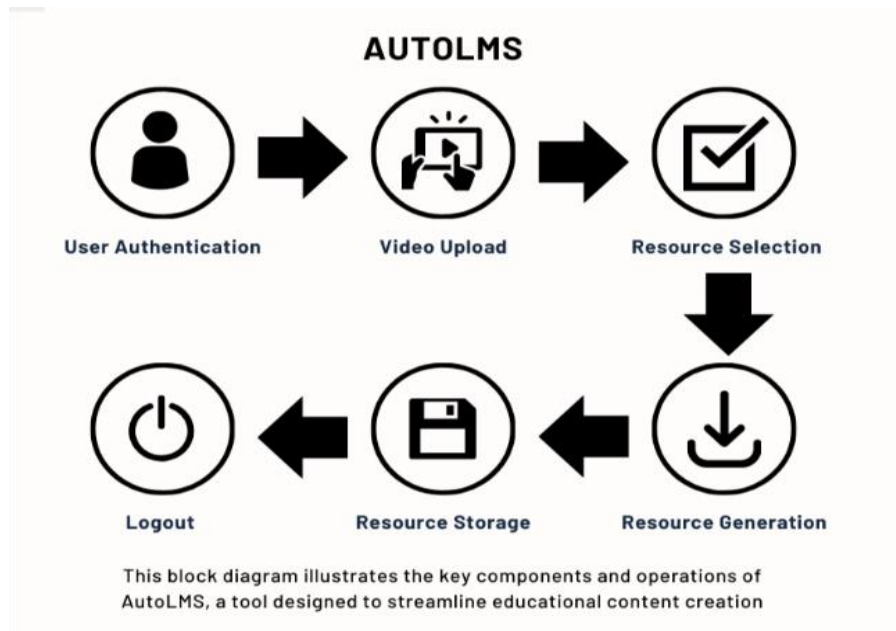 AUTOLMS
User Authentication
Video Upload
Resource Selection
Logout
Resource Storage
Resource Generation
This block diagram illustrates the key components and operations of
AutoLMS, a tool designed to streamline educational content creation